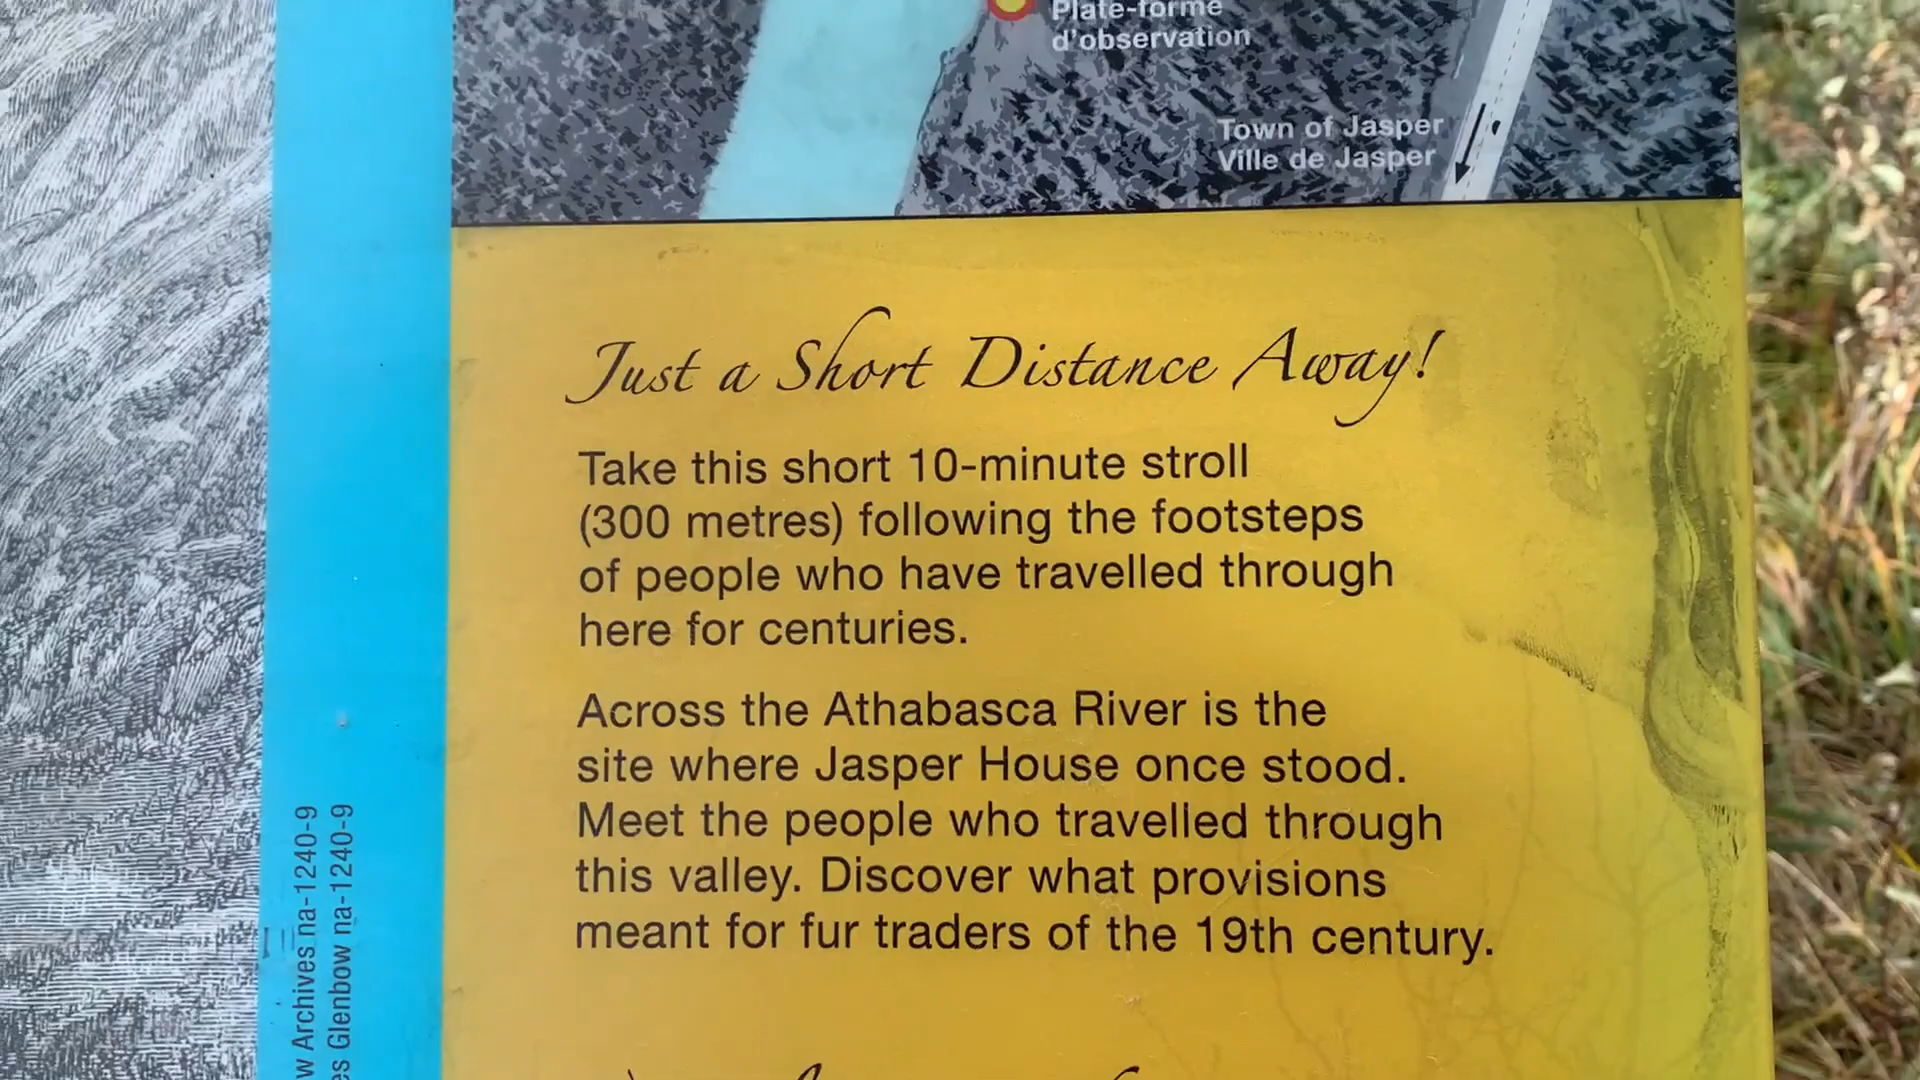 Plate-forme
d'observation
Town of Jasper
Ville de Jasper
Just a Short Distance Away!
Take this short 10-minute stroll
(300 metres) following the footsteps
of people who have travelled through
here for centuries.
Across the Athabasca River is the
site where Jasper House once stood.
Meet the people who travelled through
this valley. Discover what provisions
meant for fur traders of the 19th century.
Archives na-1240-9
Glenbow na-1240-9